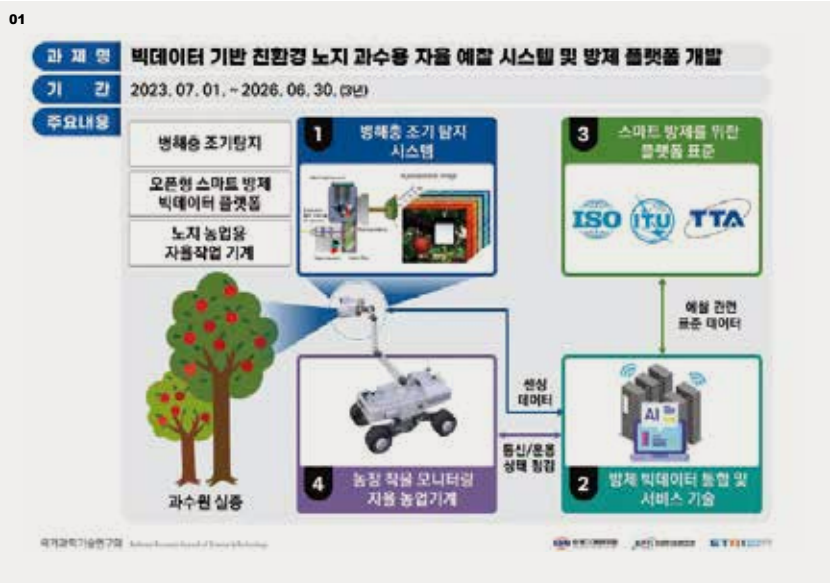 01
과 제 명
빅데이터 기반 친환경 노지 과수용 자율 예찰 시스템 및 방제 플랫폼 개발
기 간
2023. 07. 01. ~ 2026. 06. 30. (3년)
주요내용
병해충 조기탐지
오픈형 스마트 방제
빅데이터 플랫폼
노지 농업용
자율작업 기계
1
병해충 조기 탐지
시스템
3
스마트 방제를 위한
플랫폼 표준
ISO
ITU
TTA
예찰 관련
표준 데이터
센싱
데이터
통신/운용
상태 점검
AI
4
농장 작물 모니터링
자율 농업기계
2
방제 빅데이터 통합 및
서비스 기술
과수원 실증
국가과학기술연구회